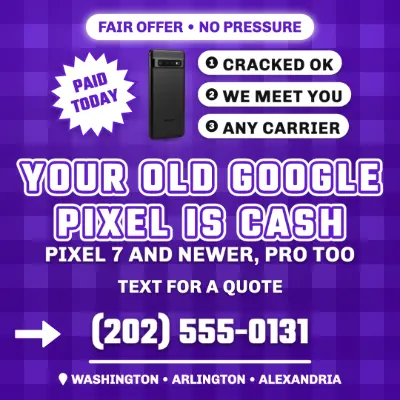 FAIR OFFER • NO PRESSURE
PAID
TODAY
1 CRACKED OK
2 WE MEET YOU
3 ANY CARRIER
YOUR OLD GOOGLE
PIXEL IS CASH
PIXEL 7 AND NEWER, PRO TOO
TEXT FOR A QUOTE
(202) 555-0131
WASHINGTON • ARLINGTON • ALEXANDRIA